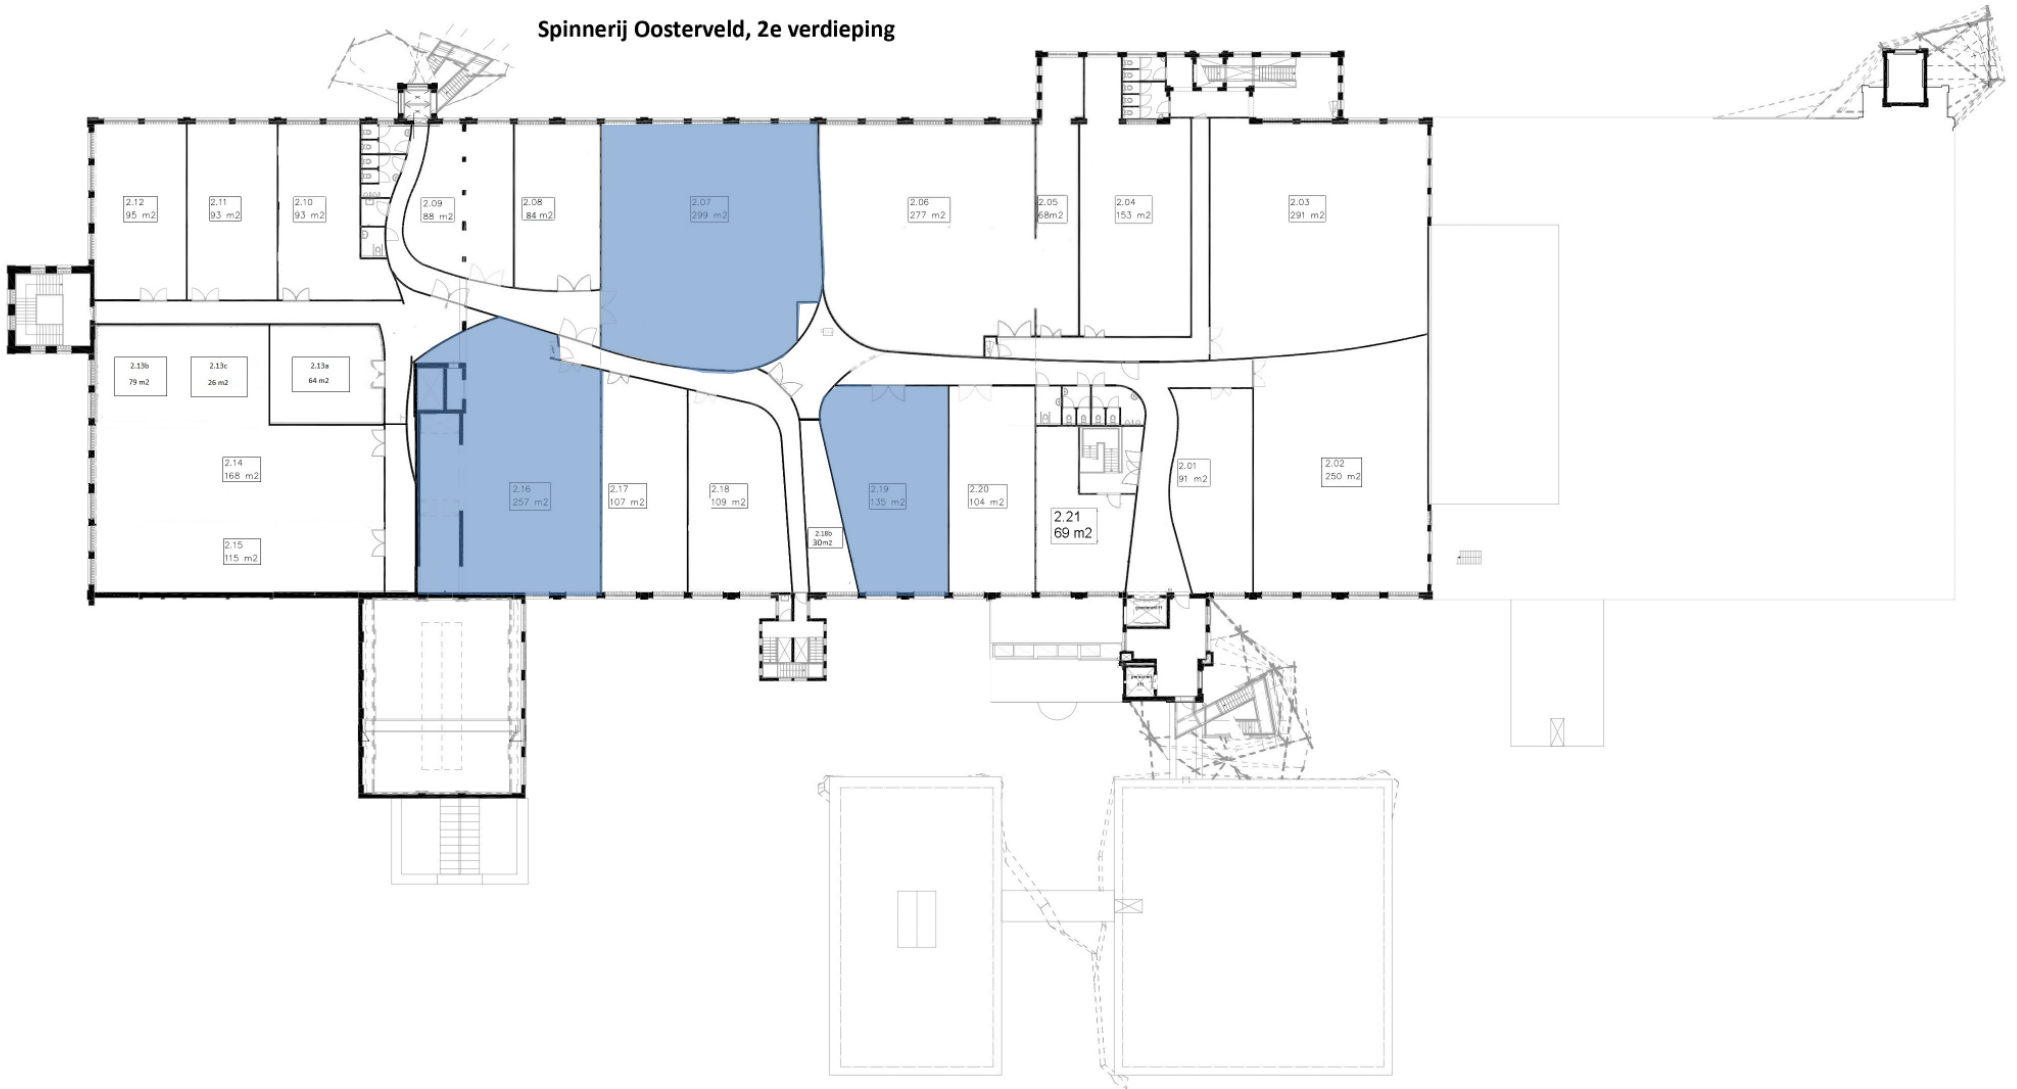 Spinnerij Oosterveld, 2e verdieping
2.12
95 m2
2.11
93 m2
2.10
93 m2
2.09
88 m2
2.08
84 m2
2.07
299 m2
2.06
277 m2
2.05
68m2
2.04
153 m2
2.03
291 m2
2.13b
79 m2
2.13c
26 m2
2.13a
64 m2
2.14
168 m2
2.15
115 m2
2.16
257 m2
2.17
107 m2
2.18
109 m2
2.18b
30m2
2.19
135 m2
2.20
104 m2
2.21
69 m2
2.01
91 m2
2.02
250 m2